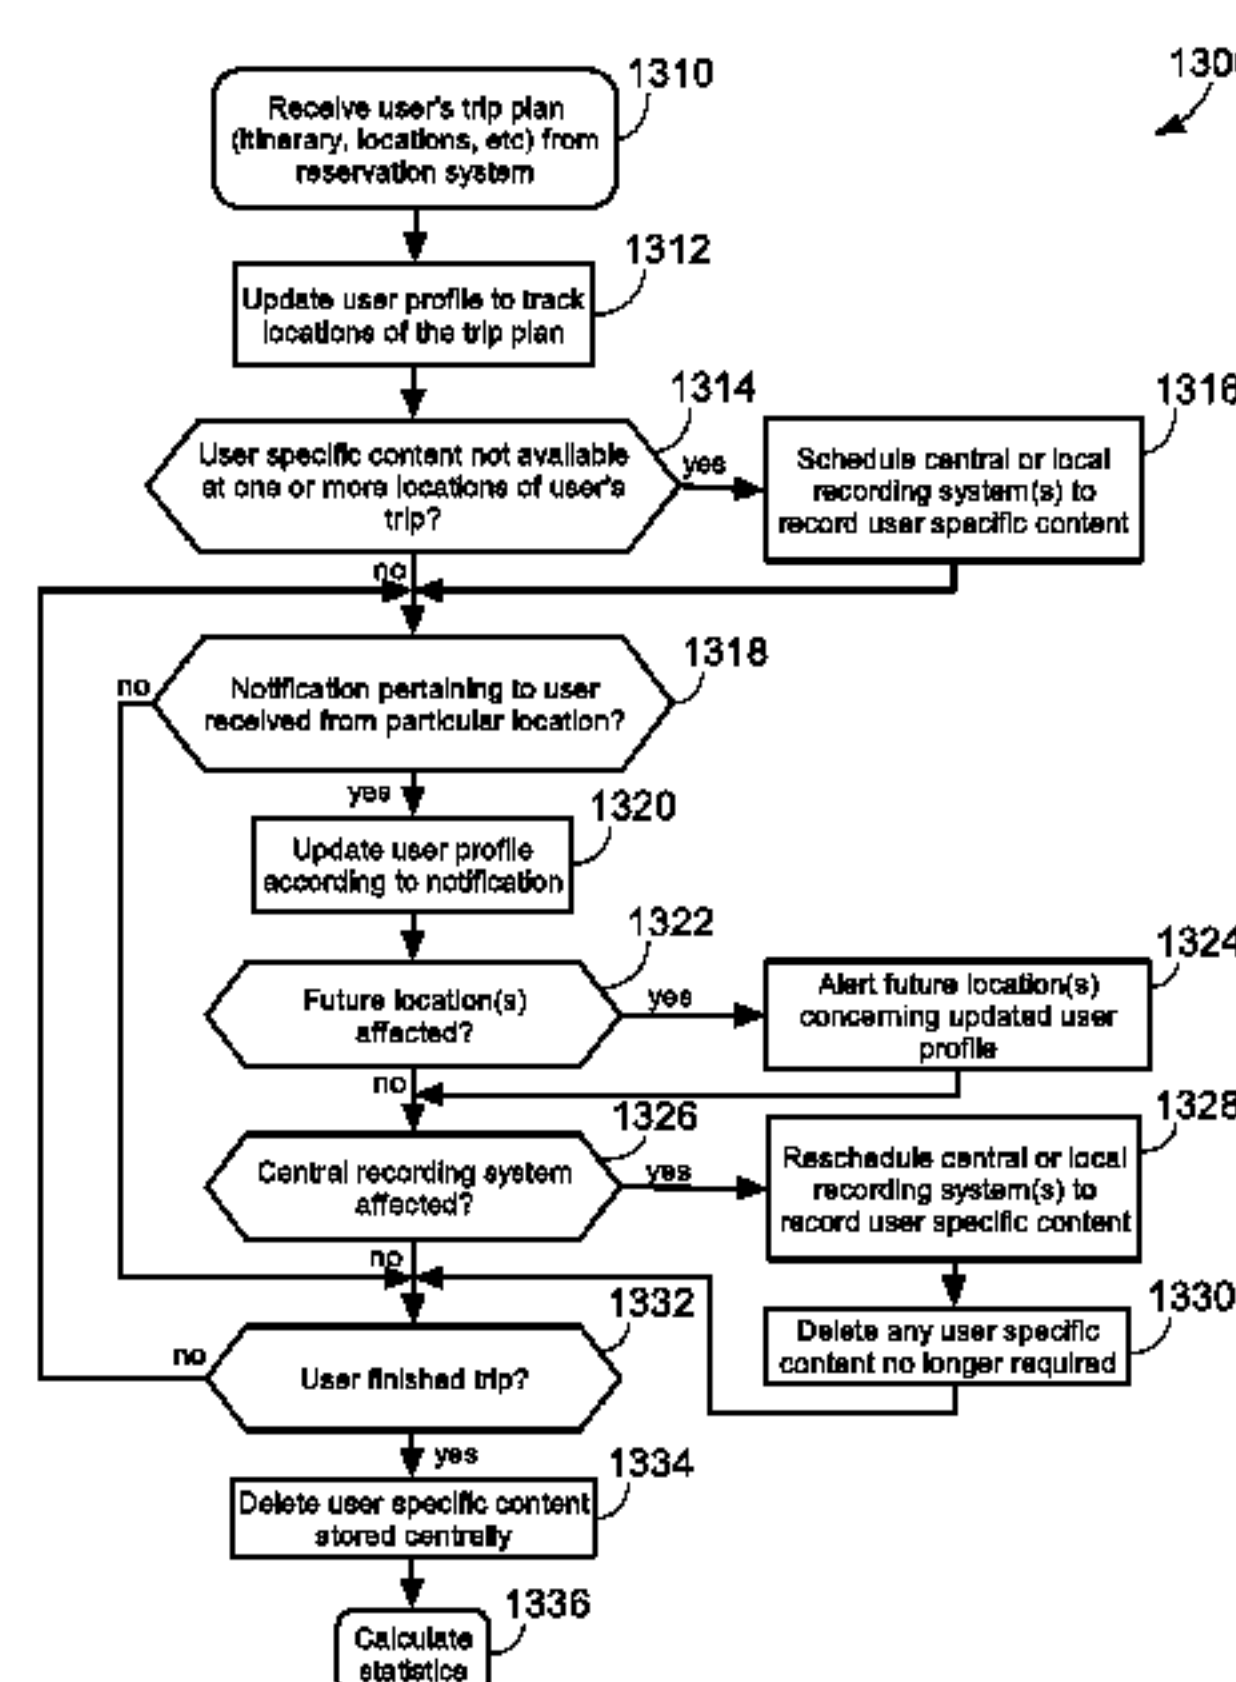 1310
Receive user's trip plan
(itinerary, locations, etc) from
reservation system
1312
Update user profile to track
locations of the trip plan
1314
User specific content not available
at one or more locations of user's
trip?
yes
1316
Schedule central or local
recording system(s) to
record user specific content
no
1318
no
Notification pertaining to user
received from particular location?
yes
1320
Update user profile
according to notification
1322
Future location(s)
affected?
yes
1324
Alert future location(s)
concerning updated user
profile
no
1326
Central recording system
affected?
yes
1328
Reschedule central or local
recording system(s) to
record user specific content
no
1330
Delete any user specific
content no longer required
1332
no
User finished trip?
yes
1334
Delete user specific content
stored centrally
1336
Calculate
statistics